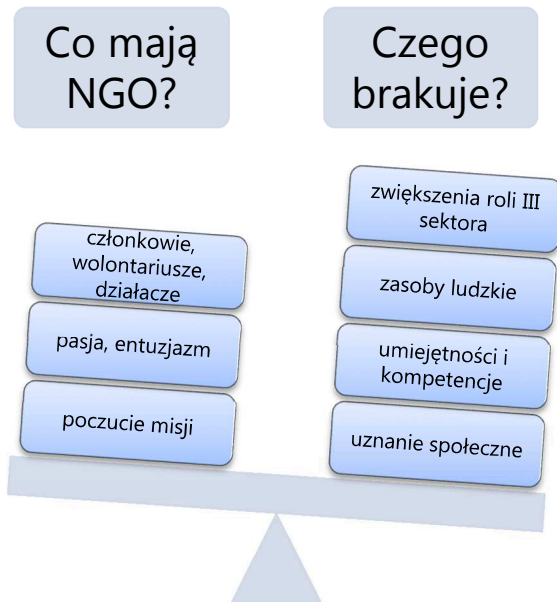 Co mają
NGO?
Czego
brakuje?
członkowie,
wolontariusze,
działacze
pasja, entuzjazm
poczucie misji
zwiększenia roli III
sektora
zasoby ludzkie
umiejętności i
kompetencje
uznanie społeczne